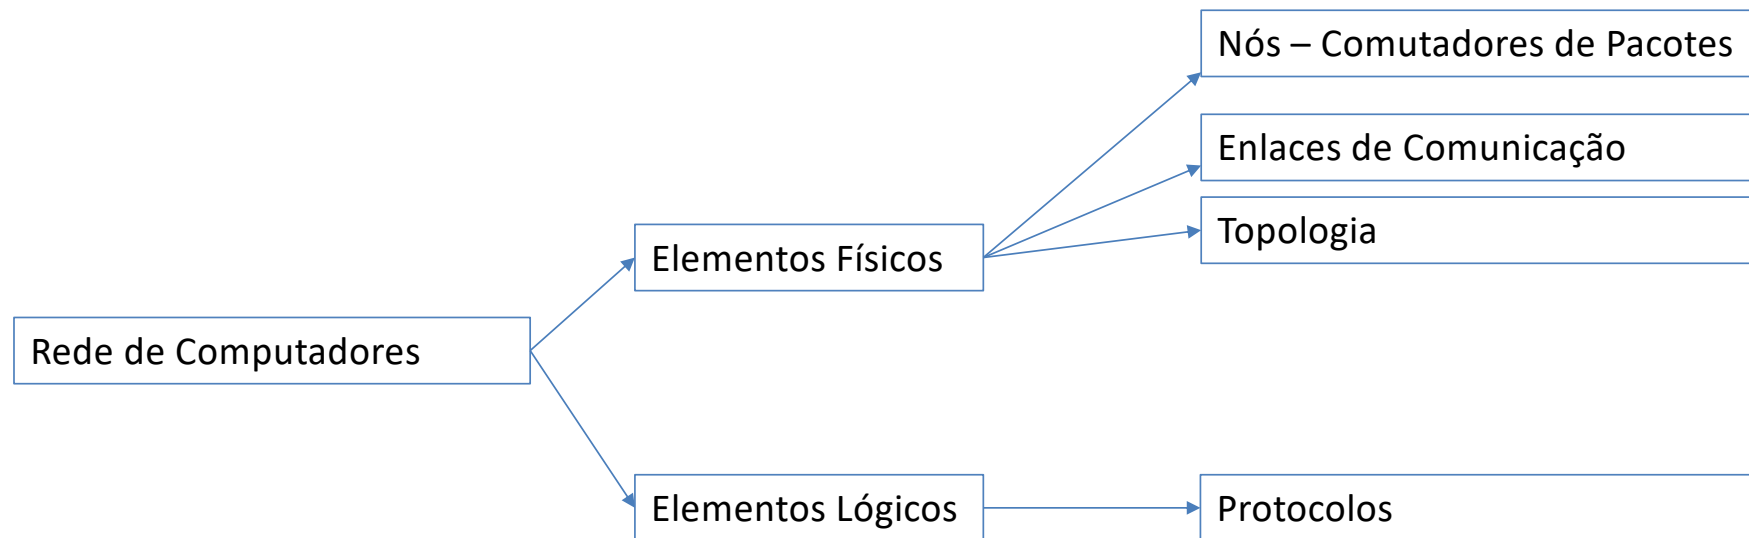 Nós – Comutadores de Pacotes
Enlaces de Comunicação
Topologia
Elementos Físicos
Rede de Computadores
Elementos Lógicos
Protocolos